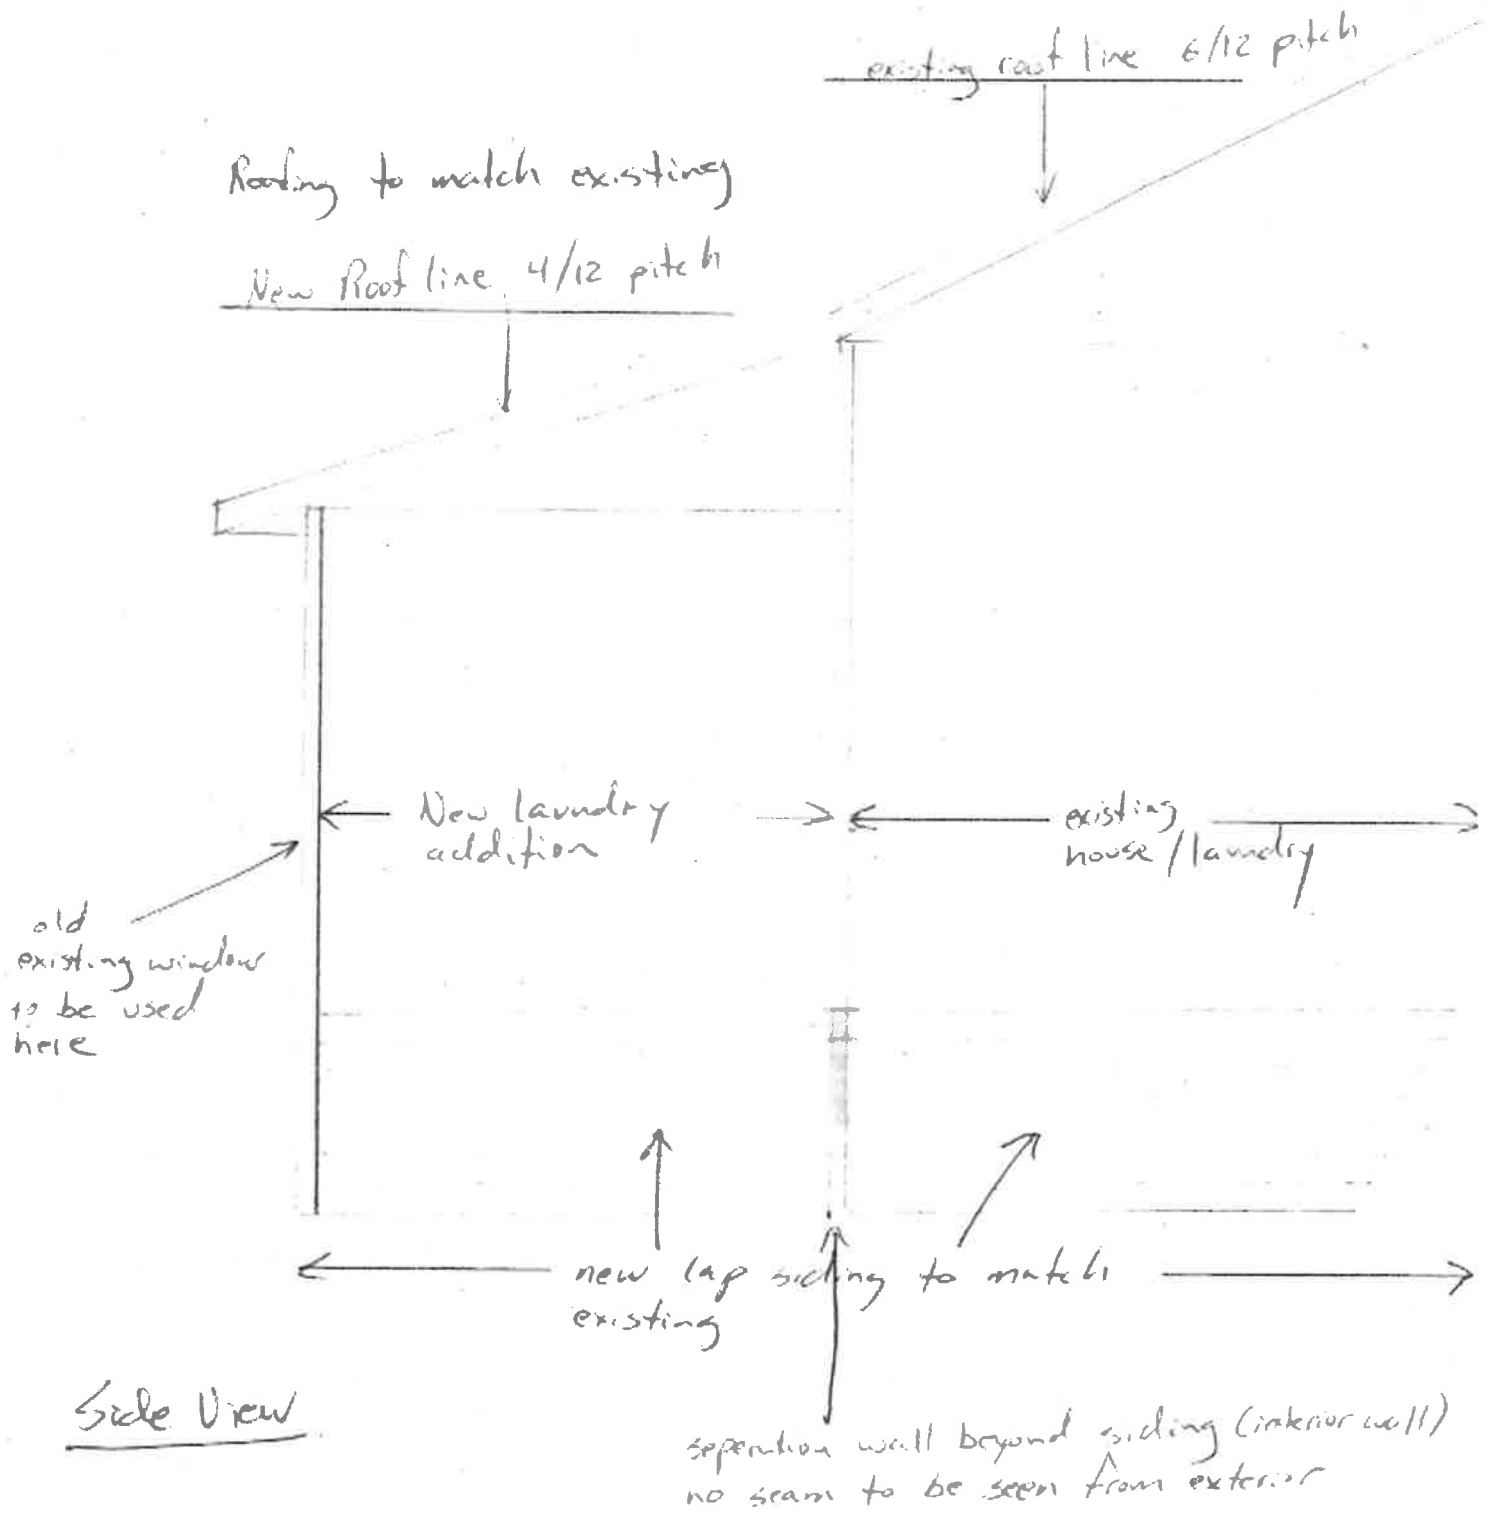 existing roof line 6/12 pitch
Roofing to match existing
New Roof line 4/12 pitch
New laundry
addition
existing
house/laundry
old
existing window
to be used
here
new lap siding to match
existing
Side View
seperation wall beyond siding (interior wall)
no seam to be seen from exterior